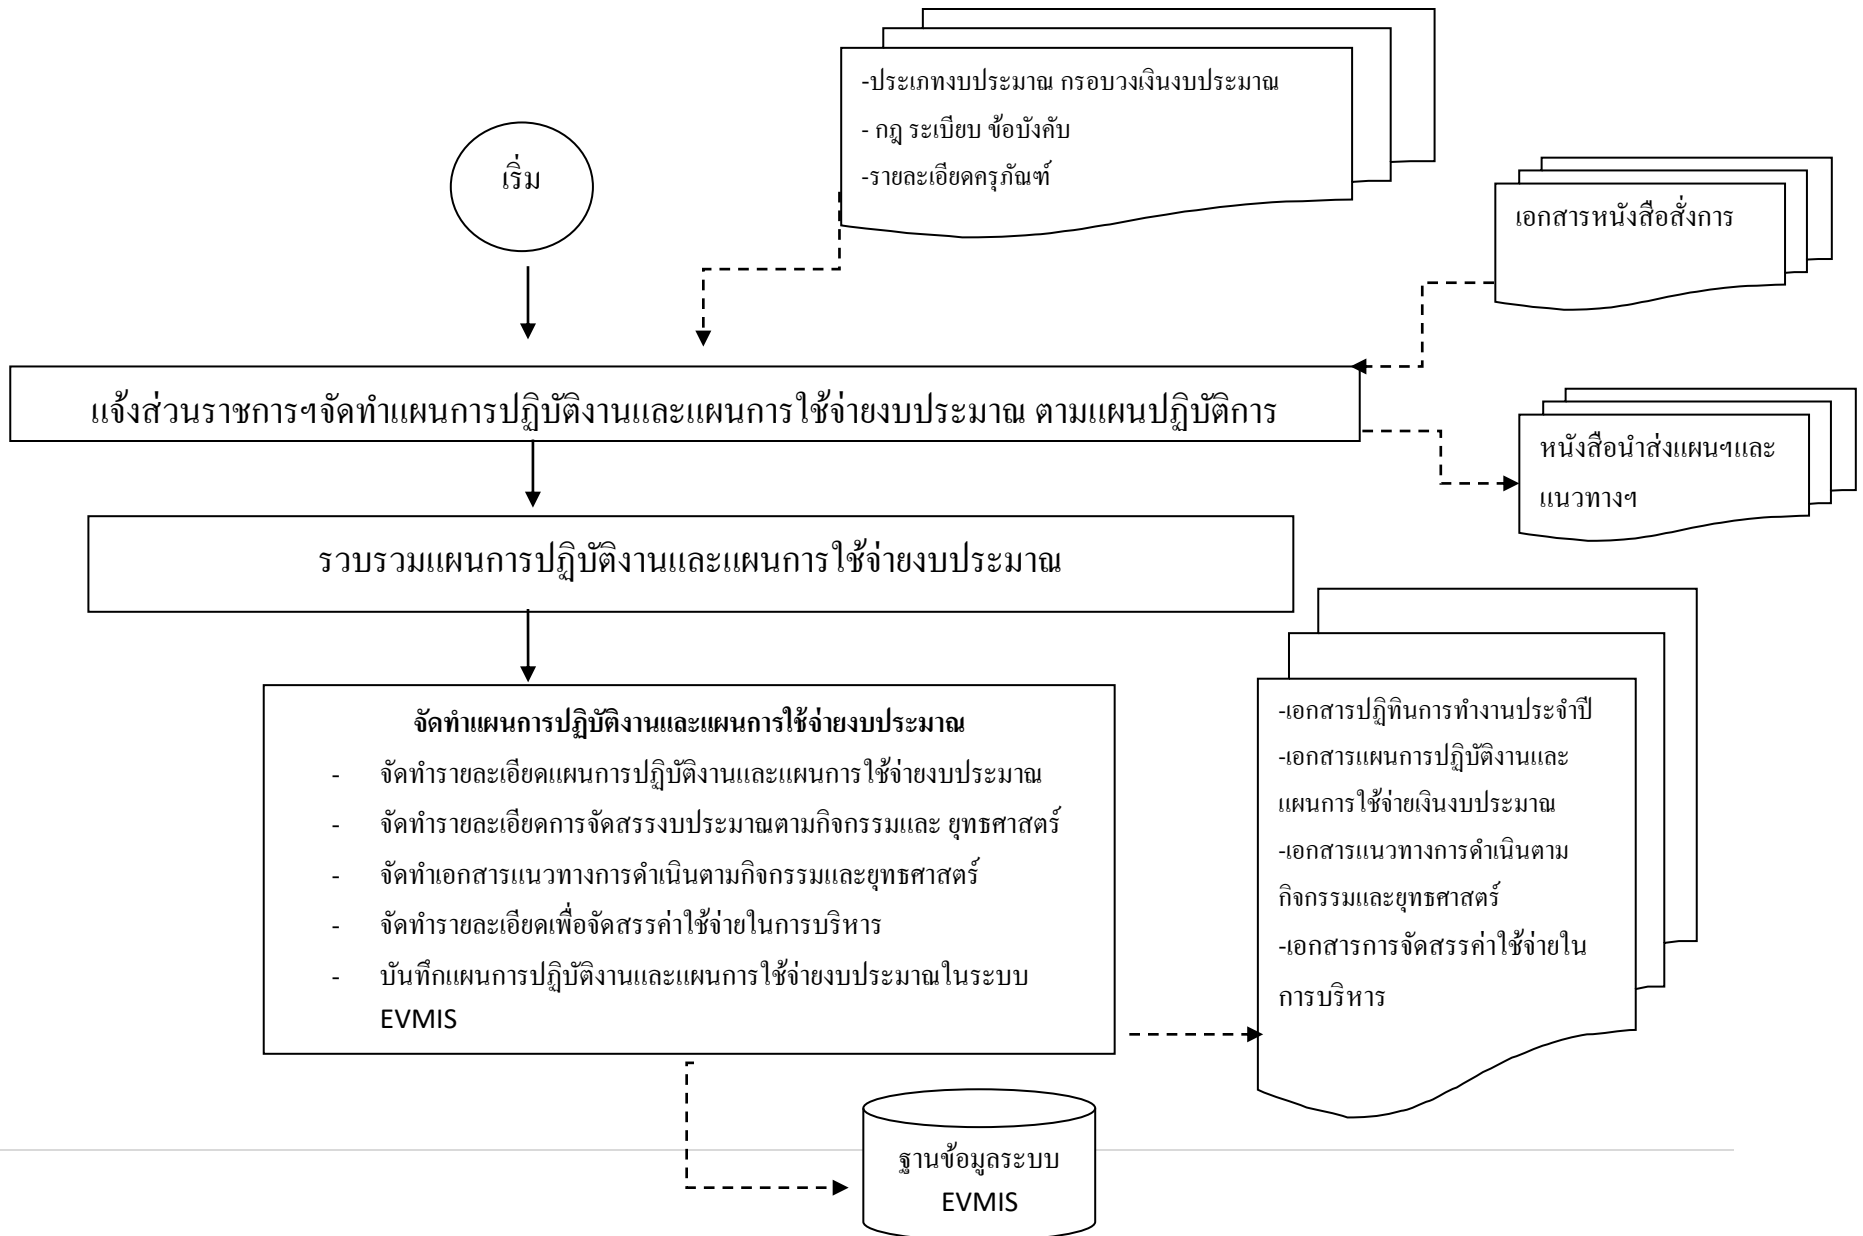 -ประเภทงบประมาณ กรอบวงเงินงบประมาณ
- กฎ ระเบียบ ข้อบังคับ
-รายละเอียดครุภัณฑ์
เริ่ม
เอกสารหนังสือสั่งการ
แจ้งส่วนราชการฯจัดทำแผนการปฏิบัติงานและแผนการใช้จ่ายงบประมาณ ตามแผนปฏิบัติการ
หนังสือนำส่งแผนฯและ
แนวทางฯ
รวบรวมแผนการปฏิบัติงานและแผนการใช้จ่ายงบประมาณ
จัดทำแผนการปฏิบัติงานและแผนการใช้จ่ายงบประมาณ
- จัดทำรายละเอียดแผนการปฏิบัติงานและแผนการใช้จ่ายงบประมาณ
- จัดทำรายละเอียดการจัดสรรงบประมาณตามกิจกรรมและ ยุทธศาสตร์
- จัดทำเอกสารแนวทางการดำเนินตามกิจกรรมและยุทธศาสตร์
- จัดทำรายละเอียดเพื่อจัดสรรค่าใช้จ่ายในการบริหาร
- บันทึกแผนการปฏิบัติงานและแผนการใช้จ่ายงบประมาณในระบบ
EVMIS
-เอกสารปฏิทินการทำงานประจำปี
-เอกสารแผนการปฏิบัติงานและ
แผนการใช้จ่ายเงินงบประมาณ
-เอกสารแนวทางการดำเนินตาม
กิจกรรมและยุทธศาสตร์
-เอกสารการจัดสรรค่าใช้จ่ายใน
การบริหาร
ฐานข้อมูลระบบ
EVMIS